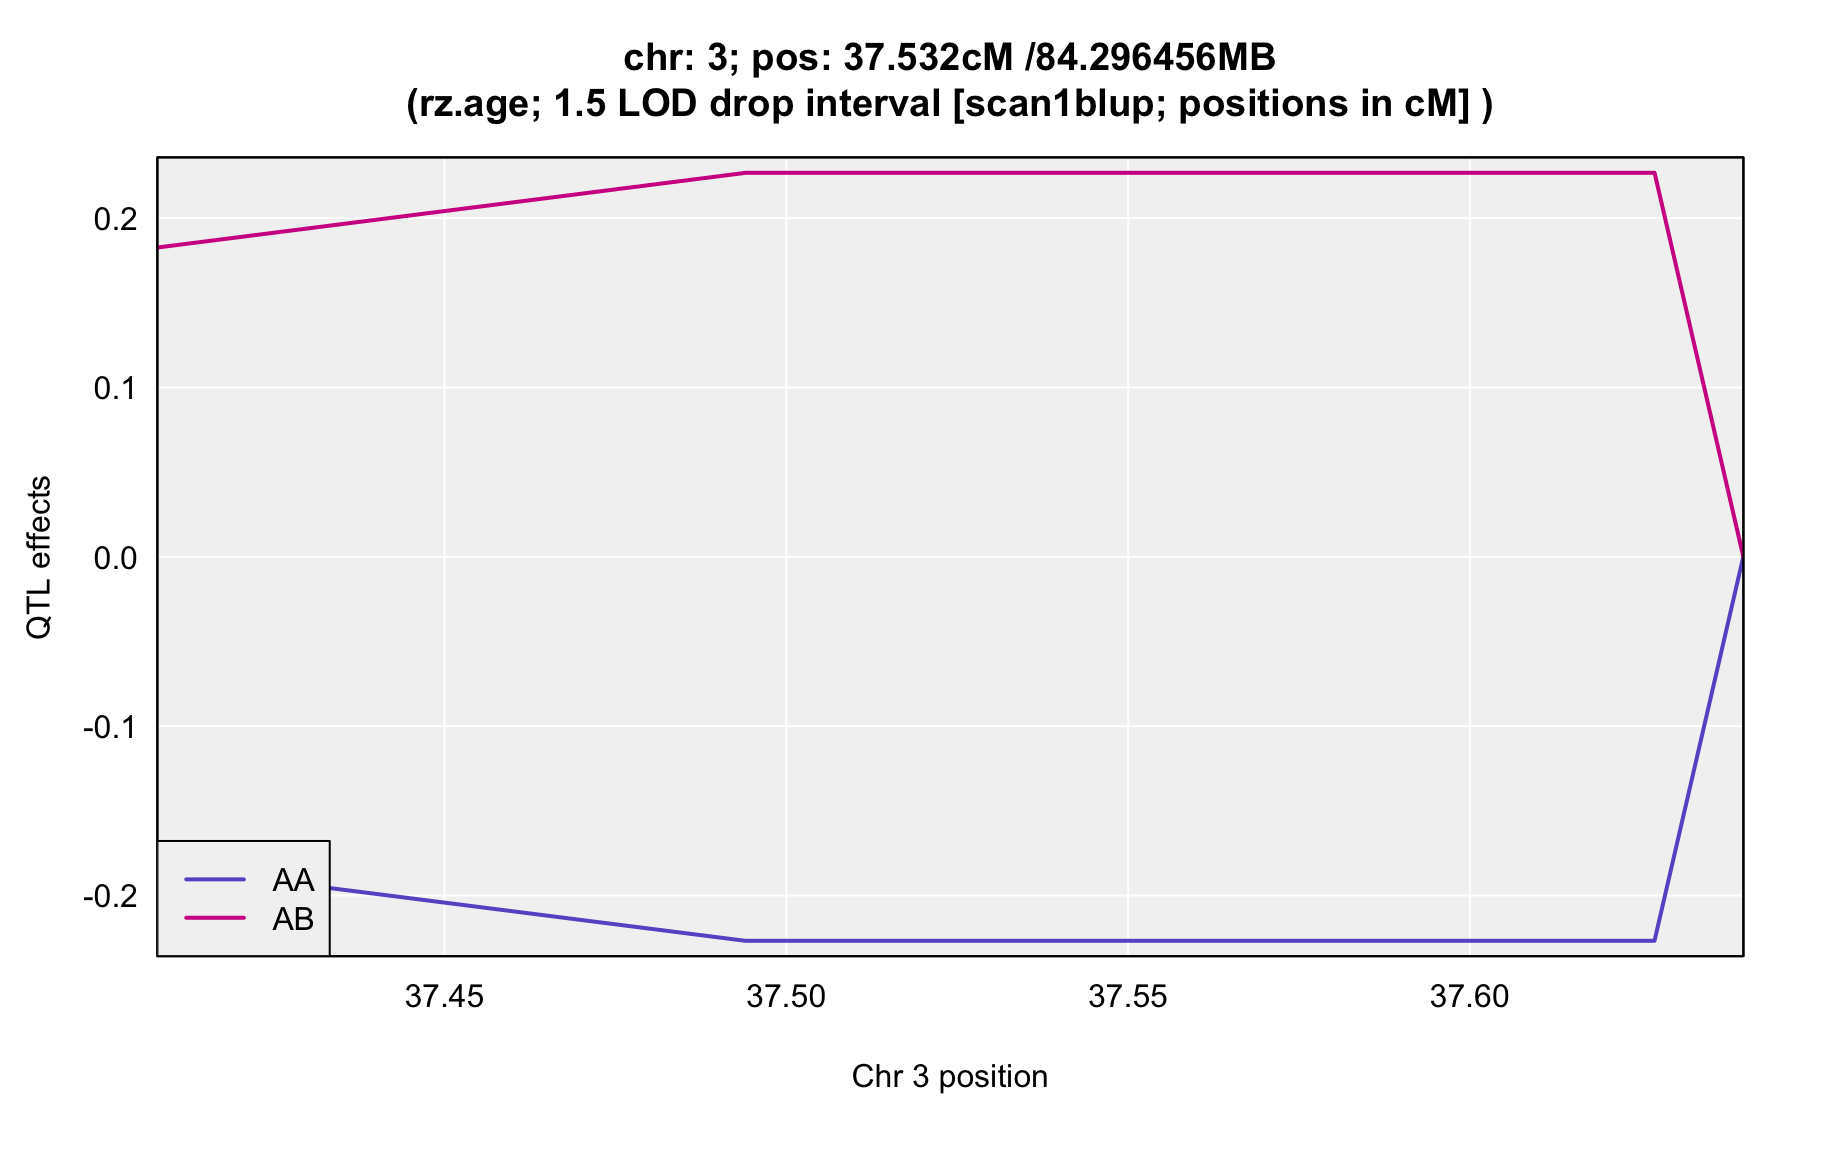 chr: 3; pos: 37.532cM /84.296456MB
(rz.age; 1.5 LOD drop interval [scan1blup; positions in cM] )
QTL effects
0.2
0.1
0.0
-0.1
-0.2
AA
AB
37.45 37.50 37.55 37.60
Chr 3 position